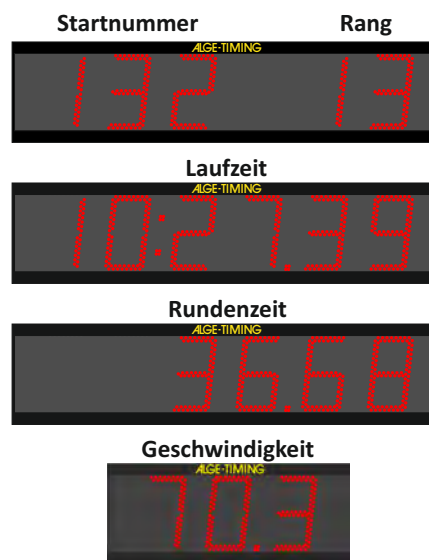 Startnummer Rang
ALGE-TIMING
132 13
Laufzeit
ALGE-TIMING
10:27.39
Rundenzeit
ALGE-TIMING
36.68
Geschwindigkeit
ALGE-TIMING
70.3